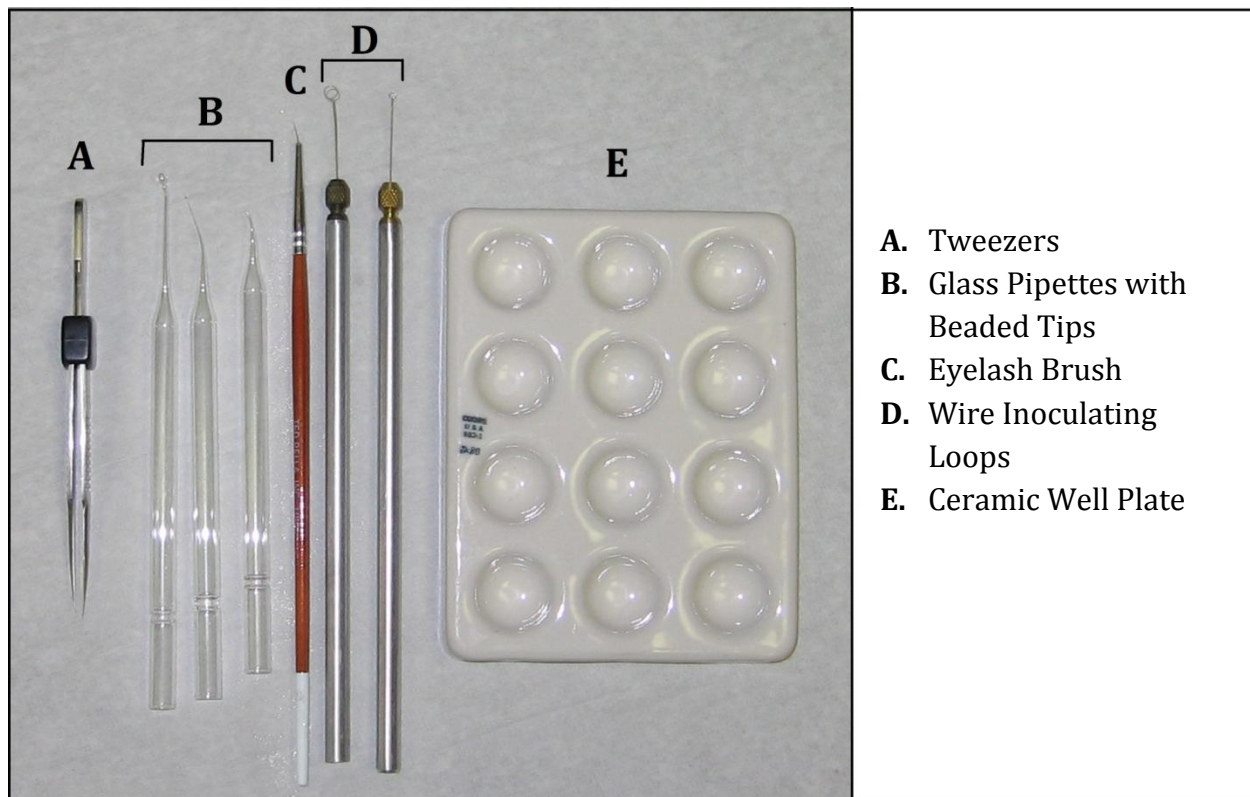 D
C
B
A
E
A. Tweezers
B. Glass Pipettes with
Beaded Tips
C. Eyelash Brush
D. Wire Inoculating
Loops
E. Ceramic Well Plate